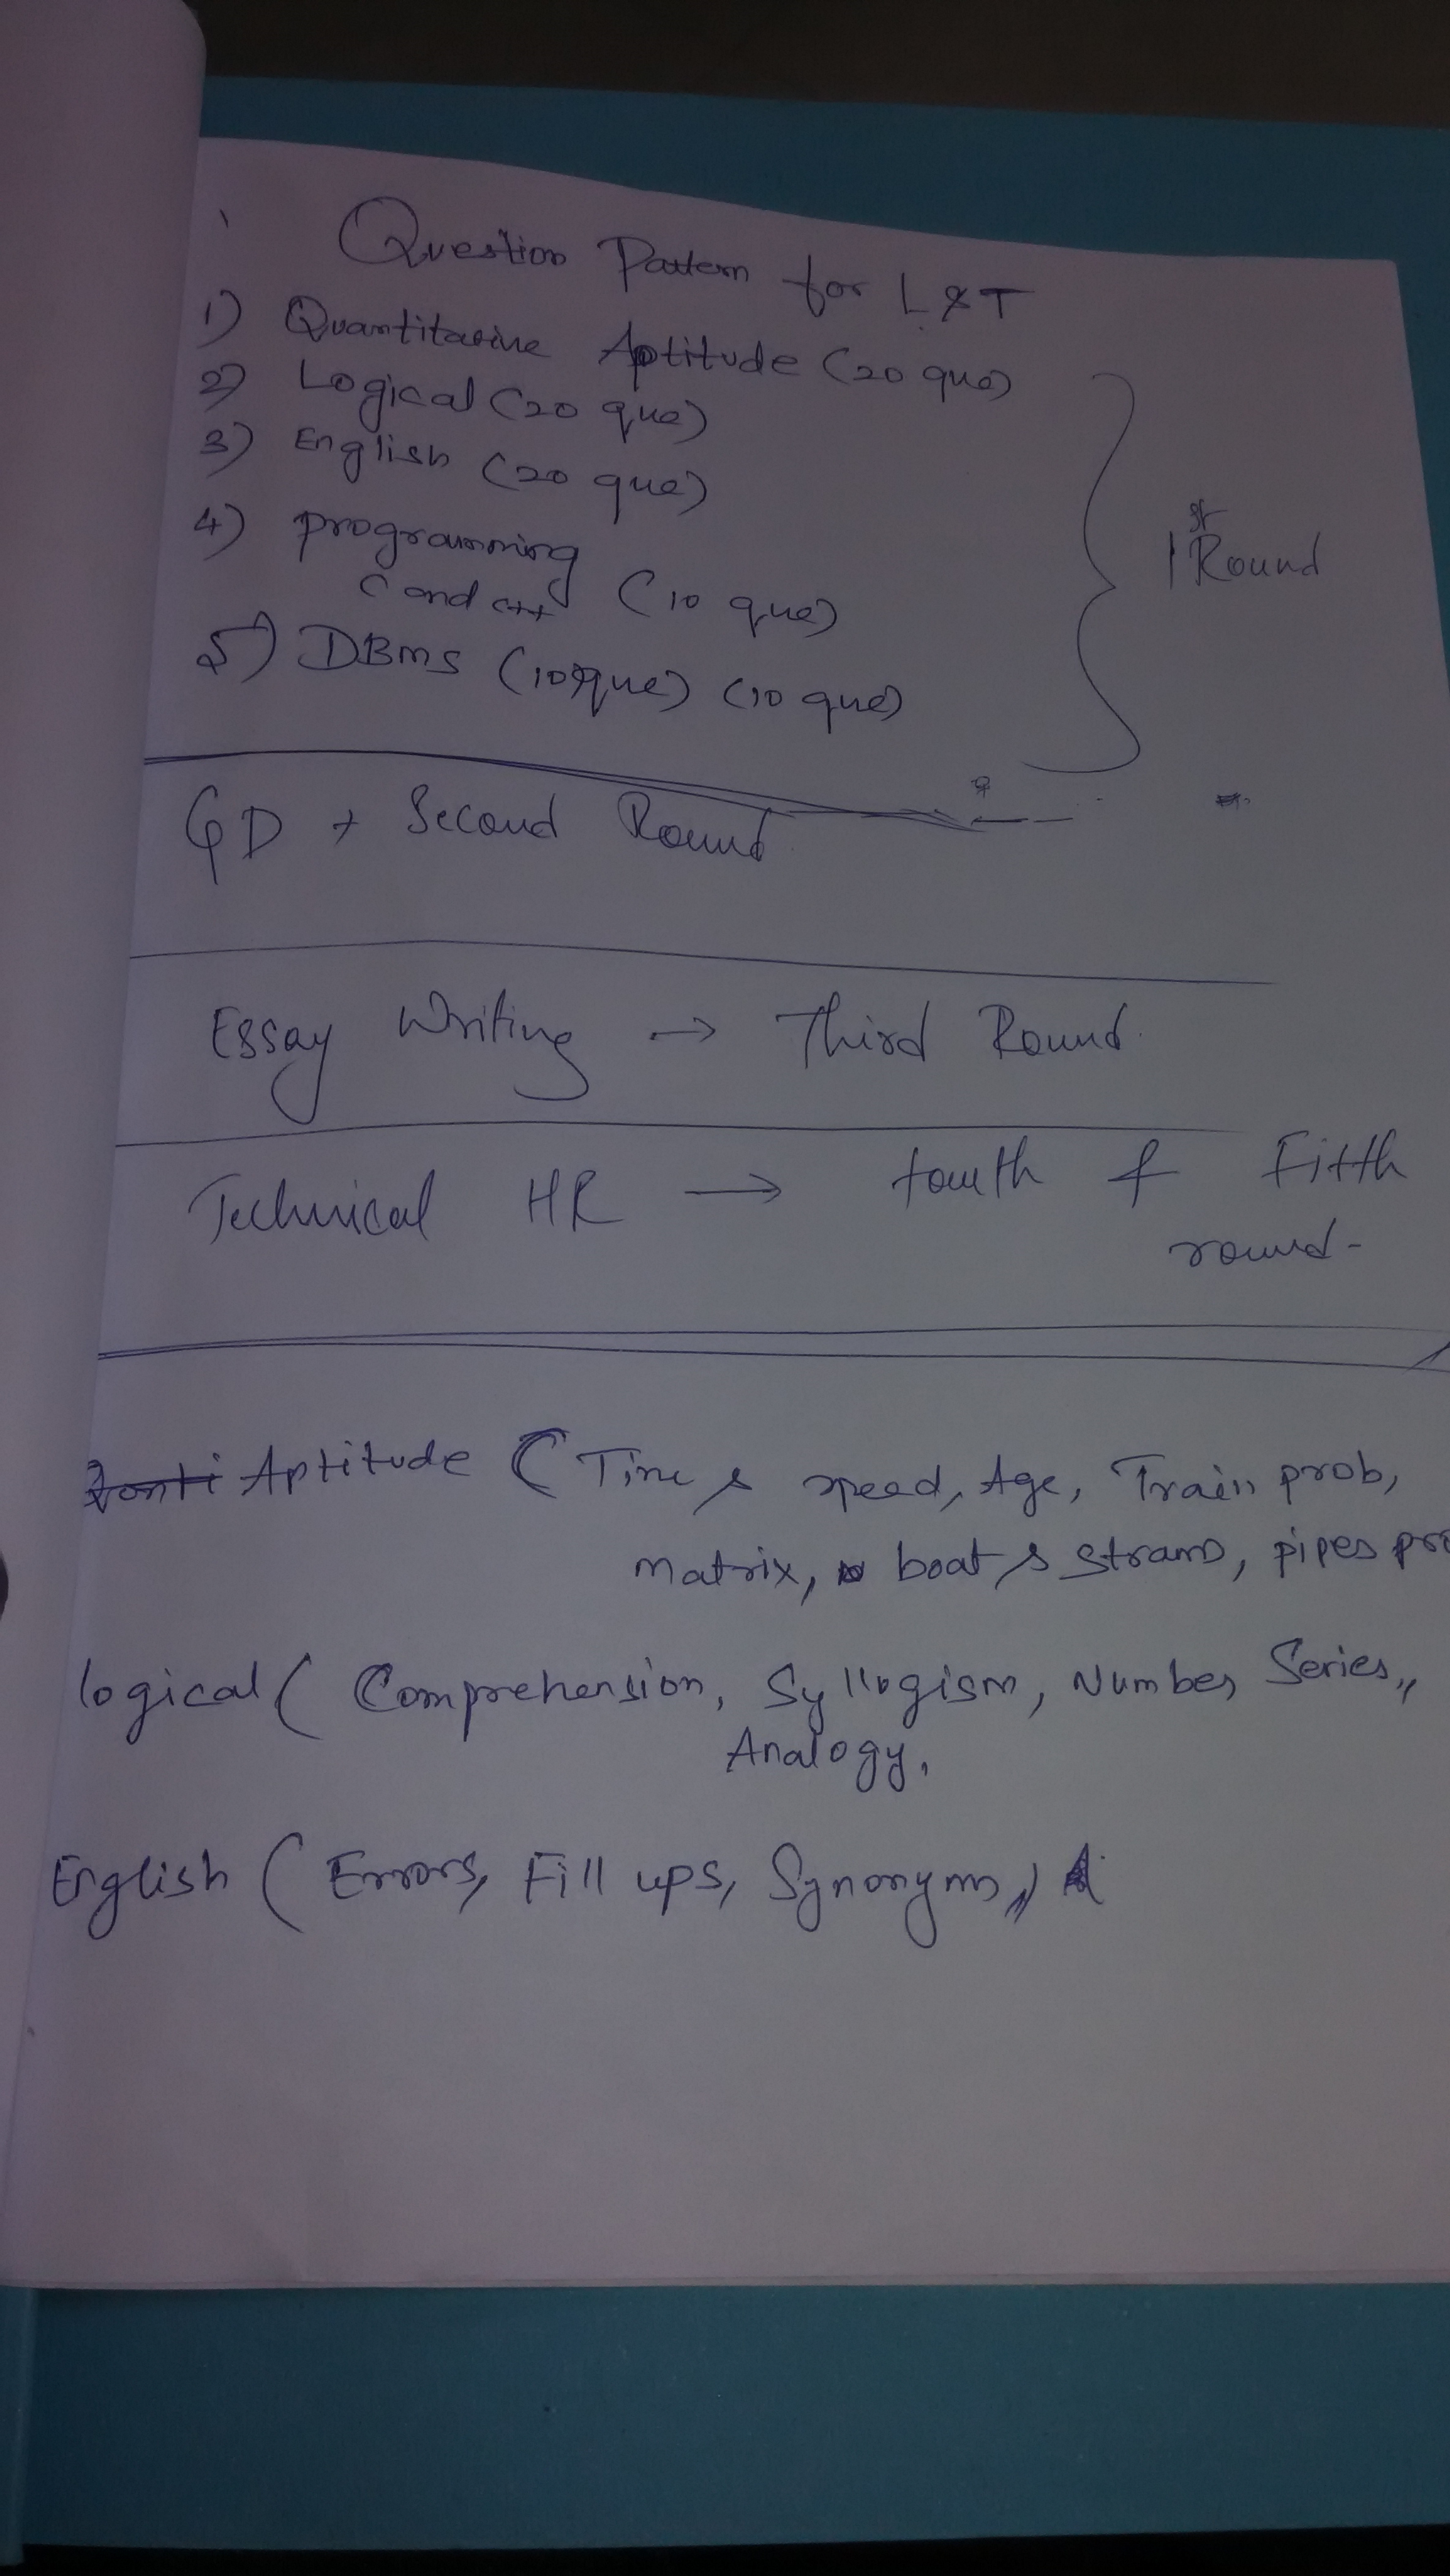 Question Pattern for L&T
1) Quantitative Aptitude (20 que)
2) Logical (20 que)
3) English (20 que)
4) programming
C and C++ (10 que)
5) DBMS (10 que) (10 que)
1st Round
GD + Second Round
Essay Writing → Third Round.
Technical HR → fourth & Fifth
round-
Aptitude (Time & speed, Age, Train prob,
matrix, boat & strams, pipes pro
logical ( Comprehension, Syllogism, Number Series,,
Analogy,
English ( Errors, Fill ups, Synonyms,)